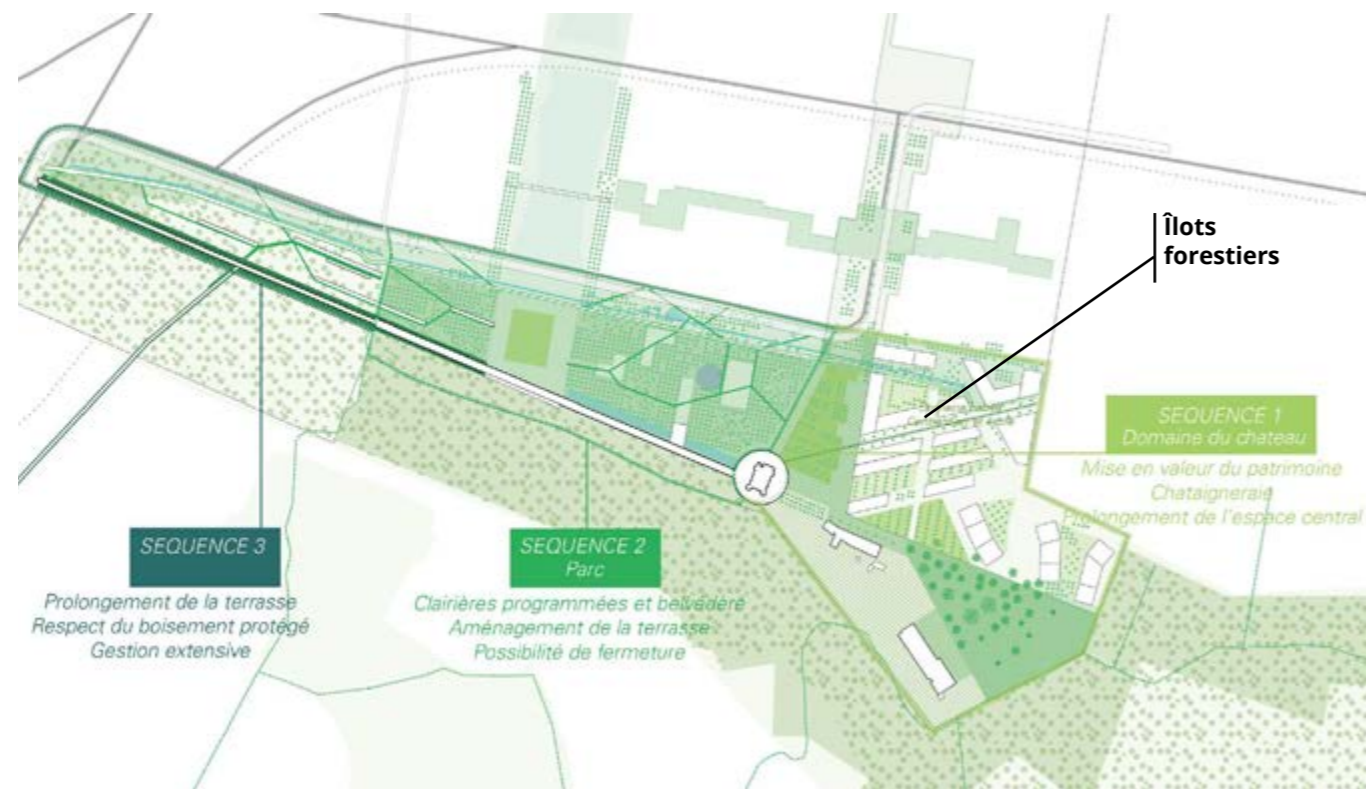 Îlots
forestiers
SEQUENCE 1
Domaine du chateau
Mise en valeur du patrimoine
Chataigneraie
Prolongement de l'espace central
SEQUENCE 3
Prolongement de la terrasse
Respect du boisement protégé
Gestion extensive
SEQUENCE 2
Parc
Clairières programmées et belvédère
Aménagement de la terrasse
Possibilité de fermeture